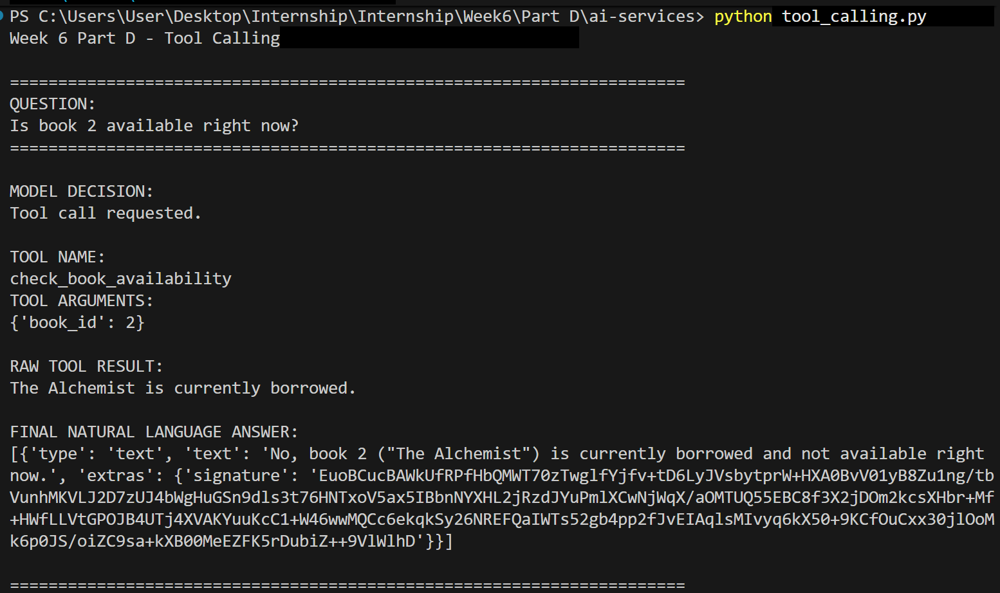 PS C:\Users\User\Desktop\Internship\Internship\Week6\Part D\ai-services> python tool_calling.py
Week 6 Part D - Tool Calling
======================================================================
QUESTION:
Is book 2 available right now?
======================================================================
MODEL DECISION:
Tool call requested.
TOOL NAME:
check_book_availability
TOOL ARGUMENTS:
{'book_id': 2}
RAW TOOL RESULT:
The Alchemist is currently borrowed.
FINAL NATURAL LANGUAGE ANSWER:
[{'type': 'text', 'text': 'No, book 2 ("The Alchemist") is currently borrowed and not available right
now.', 'extras': {'signature': 'EuoBCucBAWkUfRPfHbQMWT70zTwglfYjfv+tD6LyJVsbytprW+HXA0BvV01yB8Zu1ng/tb
VunhMKVLJ2D7zUJ4bWgHuGSn9dls3t76HNTxoV5ax5IBbnNYXHL2jRzdJYuPmlXCwNjWqX/aOMTUQ55EBC8f3X2jDOm2kcsXHbr+Mf
+HWfLLVtGPOJB4UTj4XVAKYuuKcC1+W46wwMQCc6ekqkSy26NREFQaIWTs52gb4pp2fJvEIAqlsMIvyq6kX50+9KCfOuCxx30jlOoM
k6p0JS/oiZC9sa+kXB00MeEZFK5rDubiZ++9VlWlhD'}}]
======================================================================